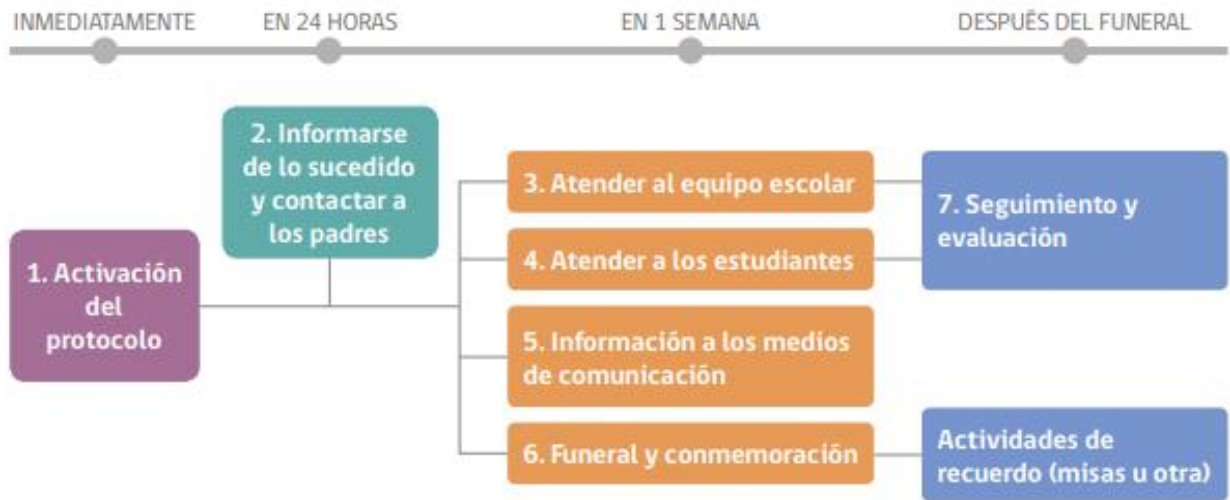 INMEDIATAMENTE
EN 24 HORAS
EN 1 SEMANA
DESPUÉS DEL FUNERAL
1. Activación
del
protocolo
2. Informarse
de lo sucedido
y contactar a
los padres
3. Atender al equipo escolar
4. Atender a los estudiantes
5. Información a los medios
de comunicación
6. Funeral y conmemoración
7. Seguimiento y
evaluación
Actividades de
recuerdo (misas u otra)